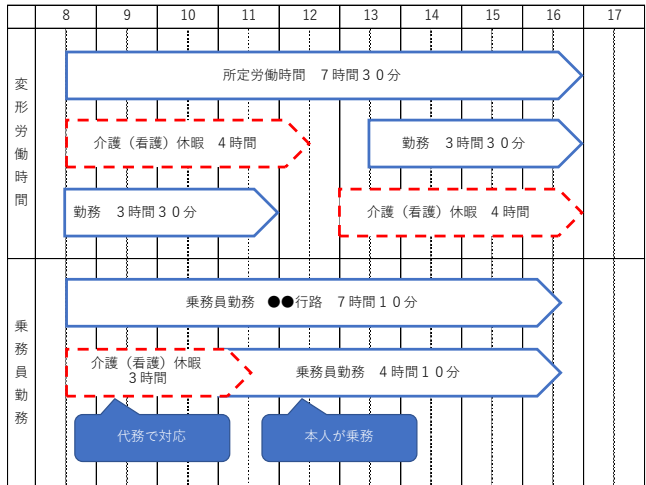 8 9 10 11 12 13 14 15 16 17
変形労働時間
所定労働時間 7時間30分
介護（看護）休暇 4時間
勤務 3時間30分
勤務 3時間30分
介護（看護）休暇 4時間
乗務員勤務
乗務員勤務 ●●行路 7時間10分
介護（看護）休暇
3時間
乗務員勤務 4時間10分
代務で対応
本人が乗務